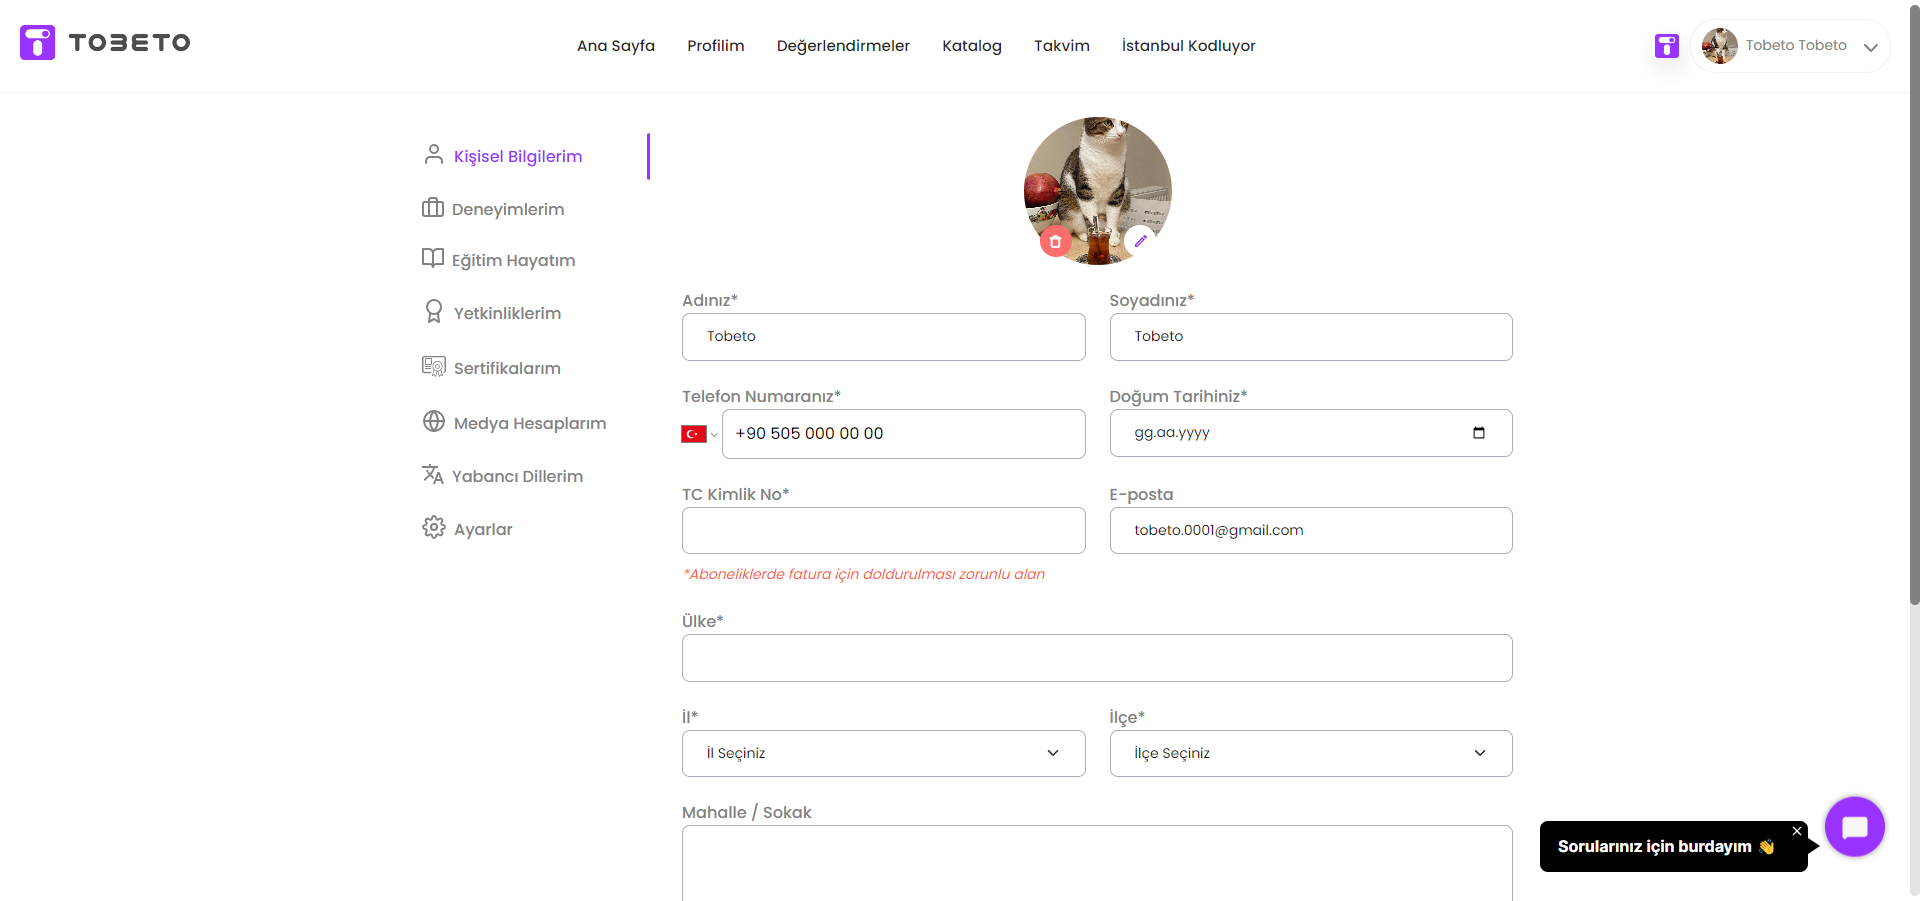 TOBETO
Ana Sayfa Profilim Değerlendirmeler Katalog Takvim İstanbul Kodluyor
Tobeto Tobeto
Kişisel Bilgilerim
Deneyimlerim
Eğitim Hayatım
Yetkinliklerim
Sertifikalarım
Medya Hesaplarım
Yabancı Dillerim
Ayarlar
Adınız* Soyadınız*
Tobeto Tobeto
Telefon Numaranız* Doğum Tarihiniz*
+90 505 000 00 00 gg.aa.yyyy
TC Kimlik No* E-posta
tobeto.0001@gmail.com
*Aboneliklerde fatura için doldurulması zorunlu alan
Ülke*
İl* İlçe*
İl Seçiniz İlçe Seçiniz
Mahalle / Sokak
Sorularınız için burdayım 👋